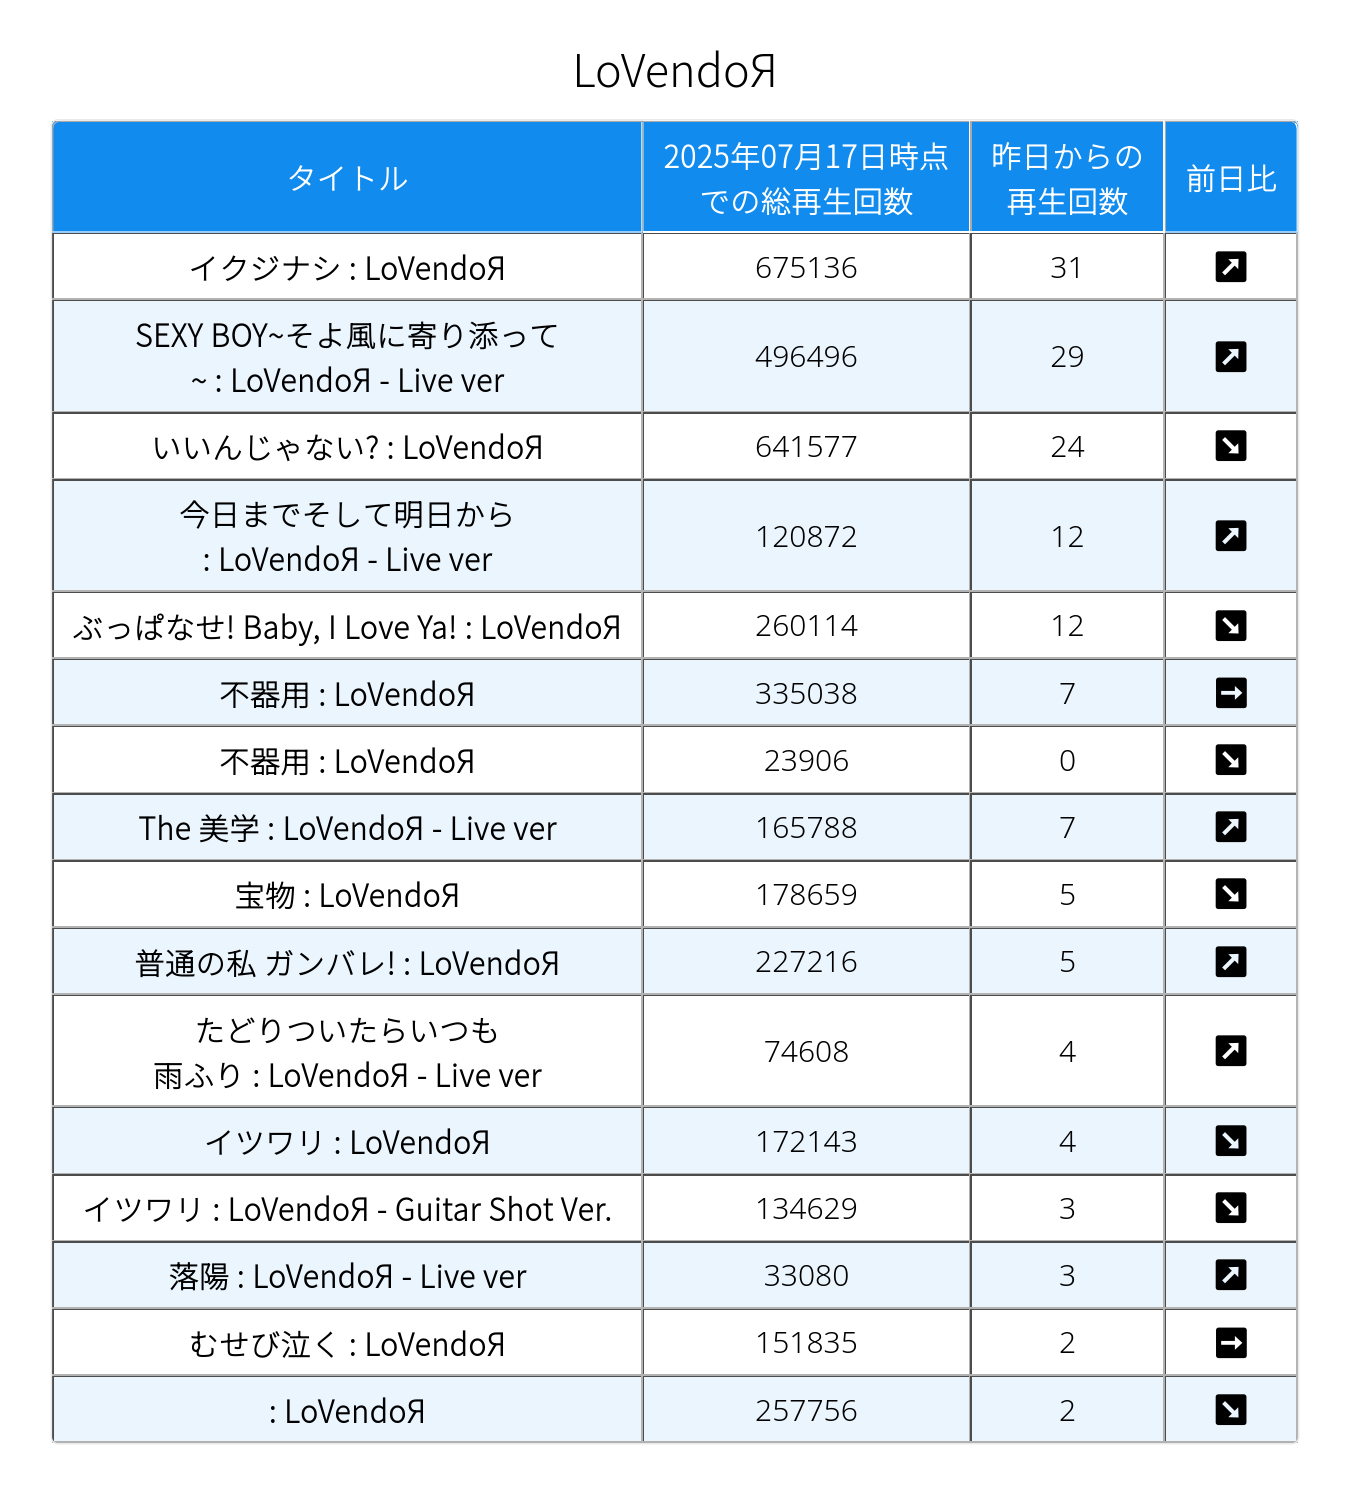 LoVendoЯ
タイトル
2025年07月17日時点
での総再生回数
昨日からの
再生回数
前日比
イクジナシ : LoVendoЯ 675136 31
SEXY BOY~そよ風に寄り添って
~ : LoVendoЯ - Live ver 496496 29
いいんじゃない? : LoVendoЯ 641577 24
今日までそして明日から
: LoVendoЯ - Live ver 120872 12
ぶっぱなせ! Baby, I Love Ya! : LoVendoЯ 260114 12
不器用 : LoVendoЯ 335038 7
不器用 : LoVendoЯ 23906 0
The 美学 : LoVendoЯ - Live ver 165788 7
宝物 : LoVendoЯ 178659 5
普通の私 ガンバレ! : LoVendoЯ 227216 5
たどりついたらいつも
雨ふり : LoVendoЯ - Live ver 74608 4
イツワリ : LoVendoЯ 172143 4
イツワリ : LoVendoЯ - Guitar Shot Ver. 134629 3
落陽 : LoVendoЯ - Live ver 33080 3
むせび泣く : LoVendoЯ 151835 2
: LoVendoЯ 257756 2